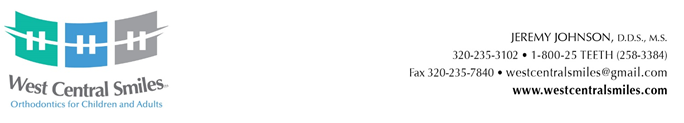 West Central Smiles
Orthodontics for Children and Adults
JEREMY JOHNSON, D.D.S., M.S.
320-235-3102 • 1-800-25 TEETH (258-3384)
Fax 320-235-7840 • westcentralsmiles@gmail.com
www.westcentralsmiles.com